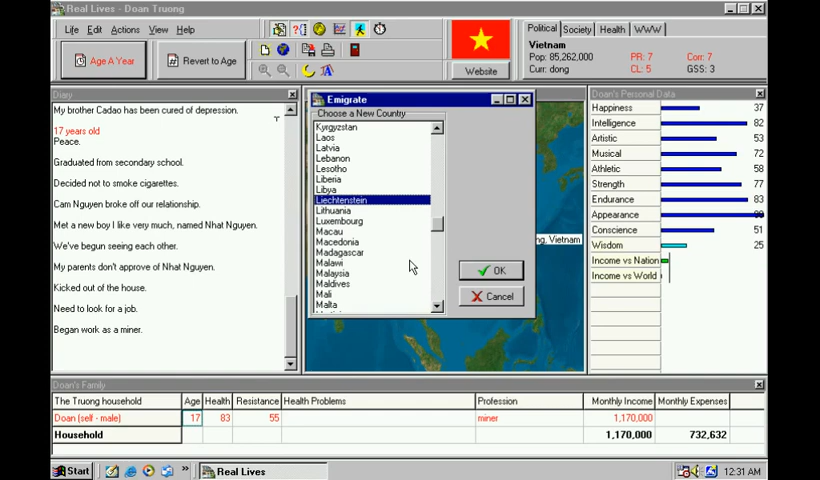 Real Lives - Doan Truong
Life Edit Actions View Help
Age A Year
Revert to Age
Website
Political Society Health WWW
Vietnam
Pop: 85,262,000 PR: 7 Corr: 7
Curr: dong CL: 5 GSS: 3
Diary
My brother Cadao has been cured of depression.
17 years old
Peace.
Graduated from secondary school.
Decided not to smoke cigarettes.
Cam Nguyen broke off our relationship.
Met a new boy I like very much, named Nhat Nguyen.
We've begun seeing each other.
My parents don't approve of Nhat Nguyen.
Kicked out of the house.
Need to look for a job.
Began work as a miner.
Emigrate
Choose a New Country
Kyrgyzstan
Laos
Latvia
Lebanon
Lesotho
Liberia
Libya
Liechtenstein
Lithuania
Luxembourg
Macau
Macedonia
Madagascar
Malawi
Malaysia
Maldives
Mali
Malta
OK
Cancel
Vietnam
Doan's Personal Data
Happiness 37
Intelligence 82
Artistic 53
Musical 72
Athletic 58
Strength 77
Endurance 83
Appearance
Conscience 51
Wisdom 25
Income vs Nation
Income vs World
Doan's Family
The Truong household Age Health Resistance Health Problems Profession Monthly Income Monthly Expenses
Doan (self - male) 17 83 55 miner 1,170,000
Household 1,170,000 732,632
Start Real Lives 12:31 AM